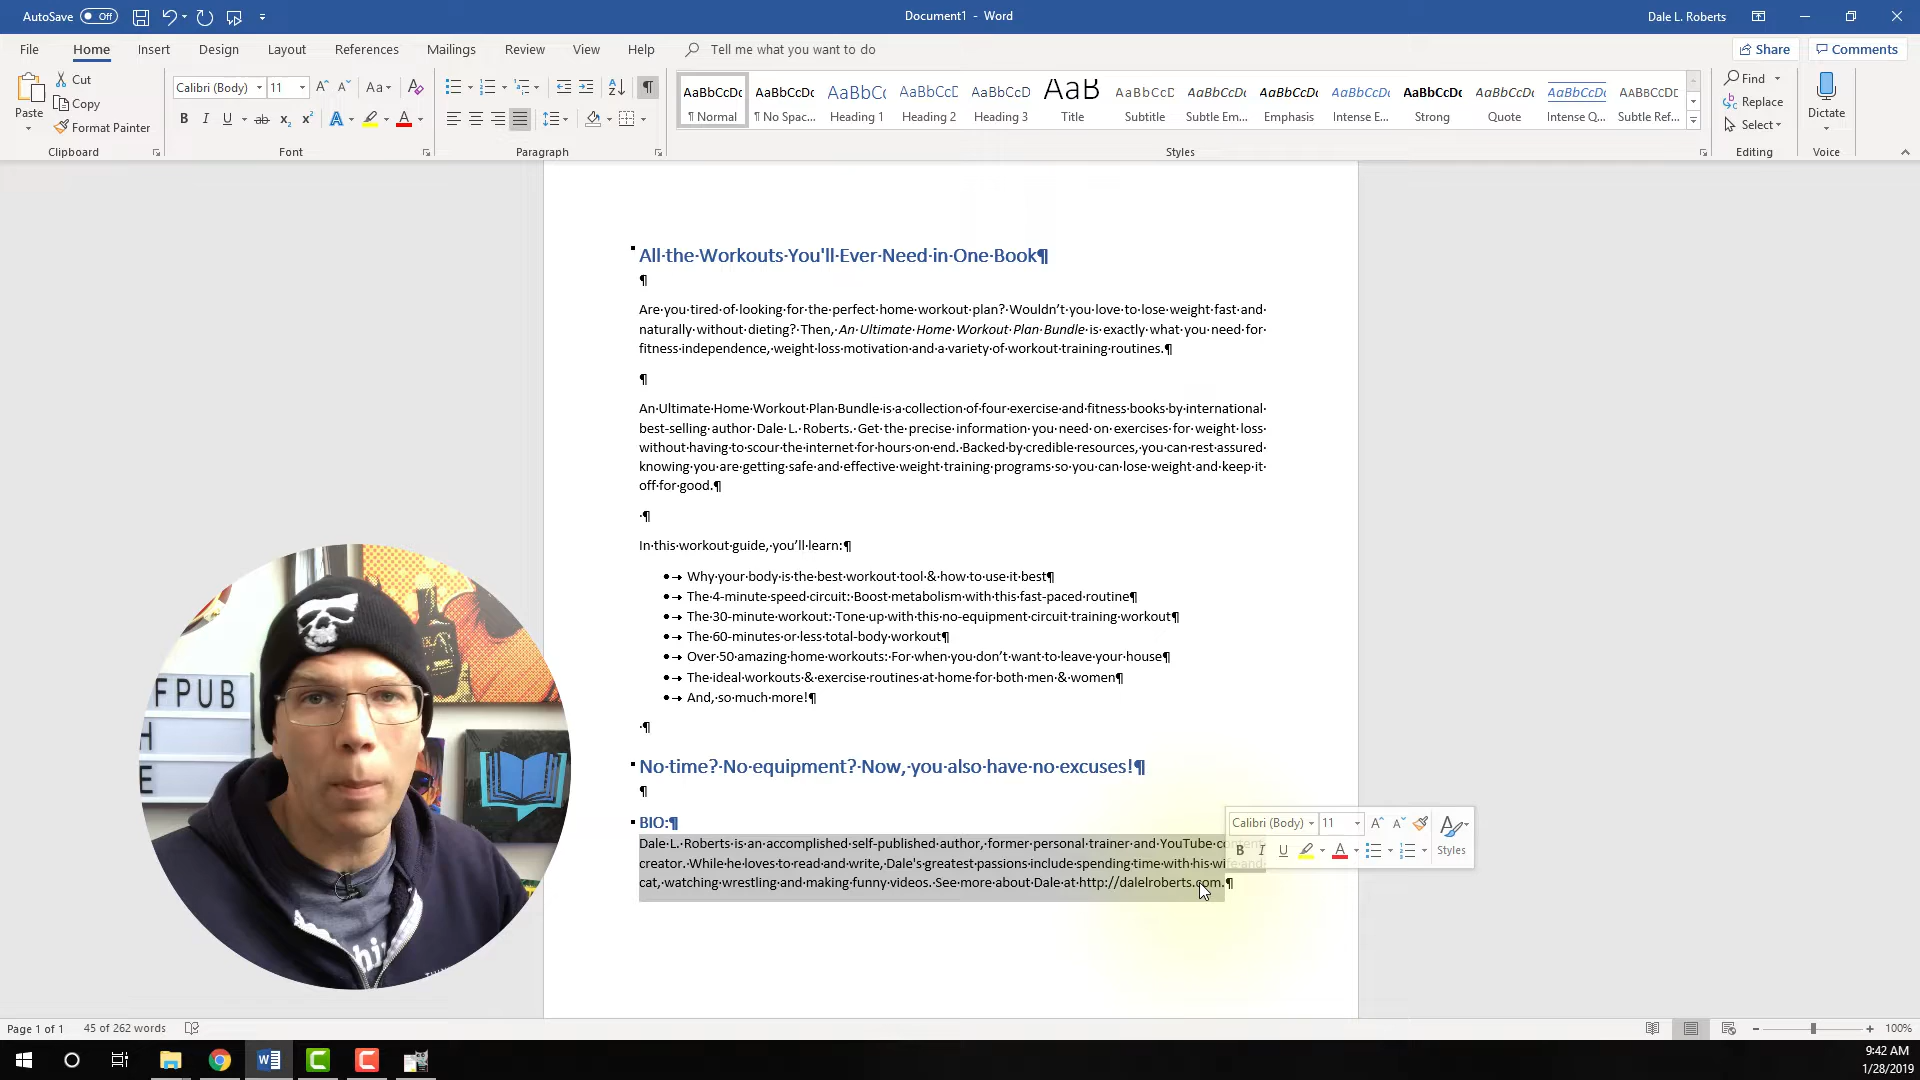 AutoSave Off
Document1 - Word
Dale L. Roberts
File Home Insert Design Layout References Mailings Review View Help Tell me what you want to do
Share Comments
Paste
Cut
Copy
Format Painter
Clipboard
Calibri (Body) 11
Font
Paragraph
AaBbCcDc ¶ Normal
AaBbCcDc ¶ No Spac...
AaBbCc Heading 1
AaBbCcD Heading 2
AaBbCcD Heading 3
AaB Title
AaBbCcD Subtitle
AaBbCcDc Subtle Em...
AaBbCcDc Emphasis
AaBbCcDc Intense E...
AaBbCcDc Strong
AaBbCcDc Quote
AaBbCcDc Intense Q...
AABBCCDE Subtle Ref...
Styles
Find
Replace
Select
Editing
Dictate
Voice
All the Workouts You'll Ever Need in One Book¶
¶
Are you tired of looking for the perfect home workout plan? Wouldn’t you love to lose weight fast and
naturally without dieting? Then, An Ultimate Home Workout Plan Bundle is exactly what you need for
fitness independence, weight loss motivation and a variety of workout training routines.¶
¶
An Ultimate Home Workout Plan Bundle is a collection of four exercise and fitness books by international
best-selling author Dale L. Roberts. Get the precise information you need on exercises for weight loss
without having to scour the internet for hours on end. Backed by credible resources, you can rest assured
knowing you are getting safe and effective weight training programs so you can lose weight and keep it
off for good.¶
¶
In this workout guide, you’ll learn:¶
• Why your body is the best workout tool & how to use it best¶
• The 4-minute speed circuit: Boost metabolism with this fast-paced routine¶
• The 30-minute workout: Tone up with this no-equipment circuit training workout¶
• The 60-minutes or less total-body workout¶
• Over 50 amazing home workouts: For when you don’t want to leave your house¶
• The ideal workouts & exercise routines at home for both men & women¶
• And, so much more!¶
¶
No time? No equipment? Now, you also have no excuses!¶
¶
BIO:¶
Dale L. Roberts is an accomplished self-published author, former personal trainer and YouTube content
creator. While he loves to read and write, Dale's greatest passions include spending time with his wife and
cat, watching wrestling and making funny videos. See more about Dale at http://dalelroberts.com.¶
Calibri (Body) 11
Styles
FPUB
H
E
Page 1 of 1 45 of 262 words
100%
9:42 AM
1/28/2019